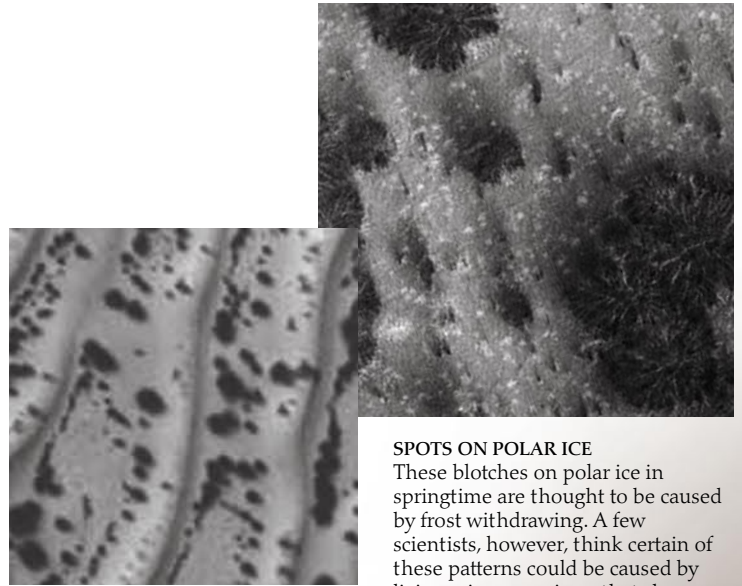 SPOTS ON POLAR ICE
These blotches on polar ice in
springtime are thought to be caused
by frost withdrawing. A few
scientists, however, think certain of
these patterns could be caused by